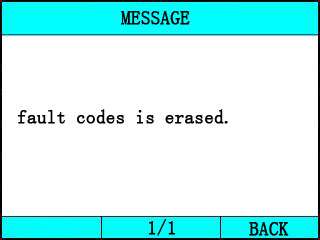 MESSAGE
fault codes is erased.
1/1 BACK